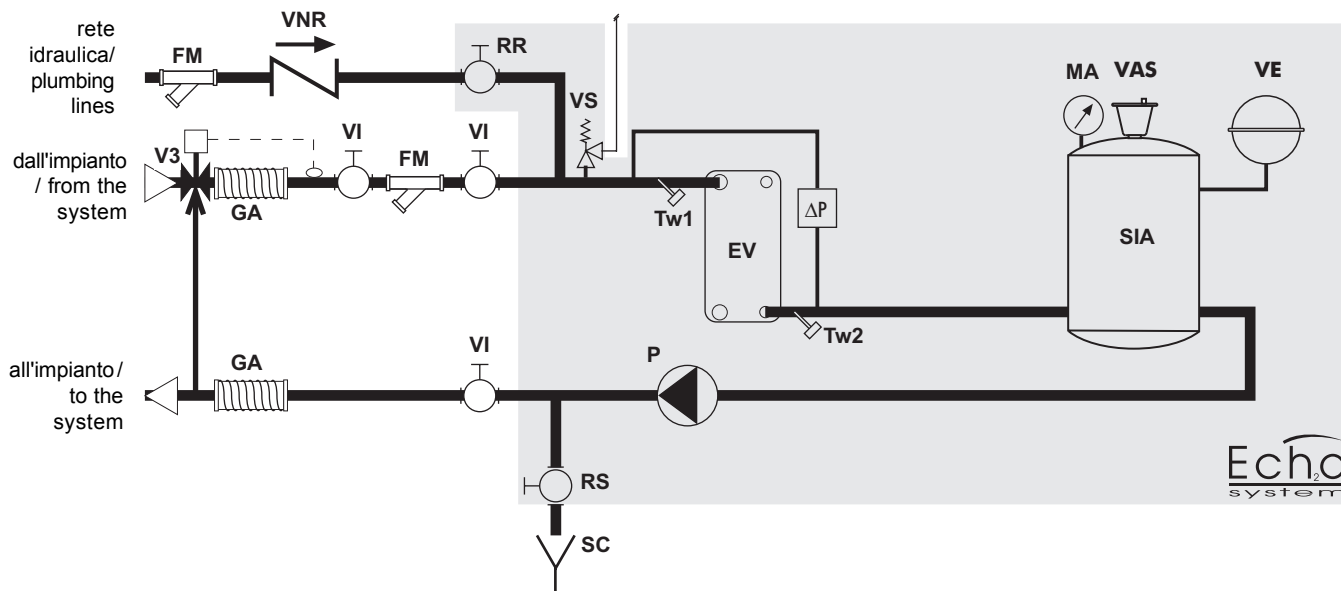 rete
idraulica/
plumbing
lines
FM
VNR
RR
VS
MA
VAS
VE
dall'impianto
/ from the
system
V3
GA
VI
FM
VI
Tw1
EV
ΔP
SIA
Tw2
all'impianto /
to the
system
GA
VI
P
RS
SC
Ech2o
system